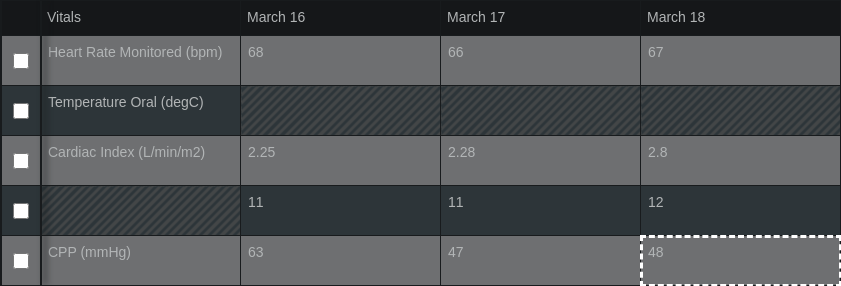 Vitals March 16 March 17 March 18
Heart Rate Monitored (bpm) 68 66 67
Temperature Oral (degC)
Cardiac Index (L/min/m2) 2.25 2.28 2.8
11 11 12
CPP (mmHg) 63 47 48